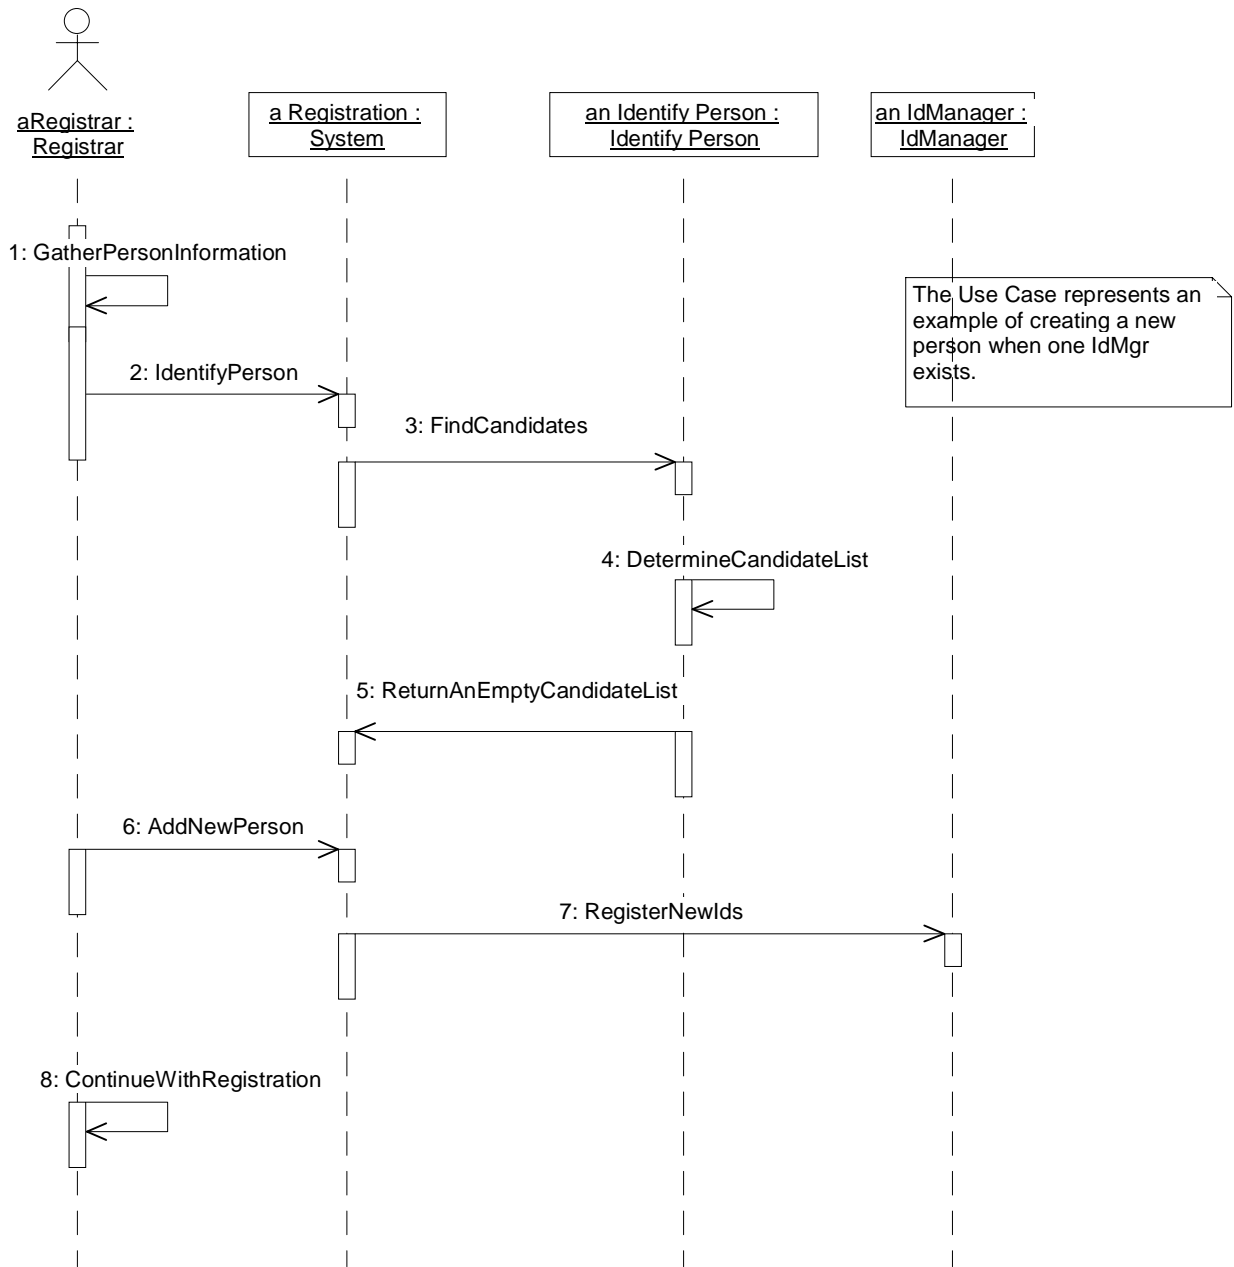 aRegistrar :
Registrar
a Registration :
System
an Identify Person :
Identify Person
an IdManager :
IdManager
1: GatherPersonInformation
The Use Case represents an
example of creating a new
person when one IdMgr
exists.
2: IdentifyPerson
3: FindCandidates
4: DetermineCandidateList
5: ReturnAnEmptyCandidateList
6: AddNewPerson
7: RegisterNewIds
8: ContinueWithRegistration